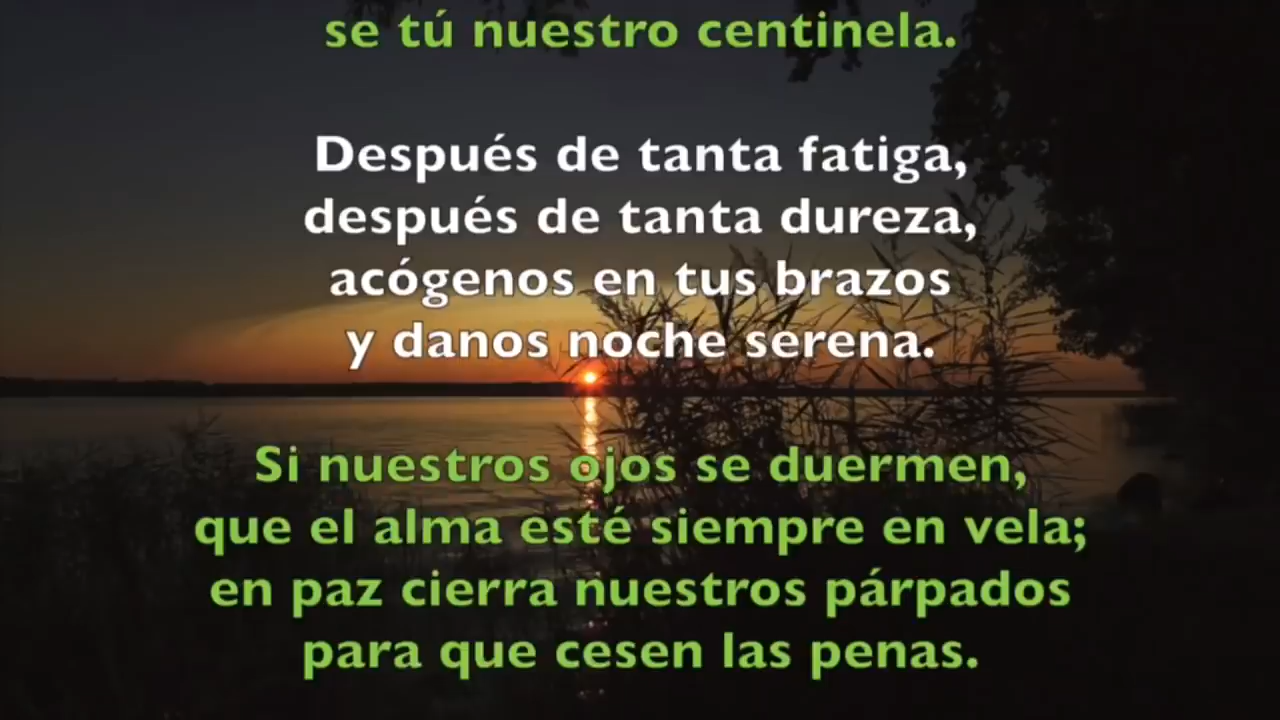 se tú nuestro centinela.
Después de tanta fatiga,
después de tanta dureza,
acógenos en tus brazos
y danos noche serena.
Si nuestros ojos se duermen,
que el alma esté siempre en vela;
en paz cierra nuestros párpados
para que cesen las penas.